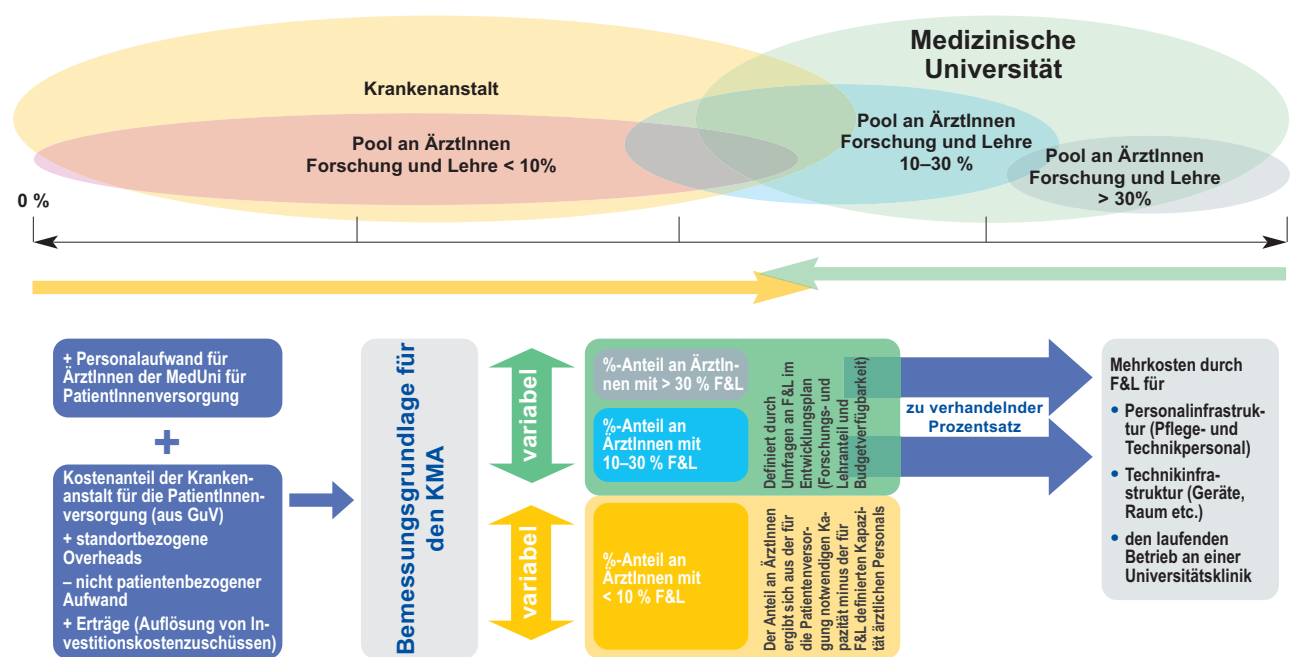 Medizinische
Universität
Krankenanstalt
Pool an ÄrztInnen
Forschung und Lehre < 10%
Pool an ÄrztInnen
Forschung und Lehre
10–30 %
Pool an ÄrztInnen
Forschung und Lehre
> 30%
0 %
+ Personalaufwand für
ÄrztInnen der MedUni für
PatientInnenversorgung
+
Kostenanteil der Kranken-
anstalt für die PatientInnen-
versorgung (aus GuV)
+ standortbezogene
Overheads
– nicht patientenbezogener
Aufwand
+ Erträge (Auflösung von In-
vestitionskostenzuschüssen)
Bemessungsgrundlage für
den KMA
variabel
variabel
%-Anteil an ÄrztIn-
nen mit > 30 % F&L
%-Anteil an
ÄrztInnen mit
10–30 % F&L
Definiert durch
Umfragen an F&L im
Entwicklungsplan
(Forschungs- und
Lehranteil und
Budgetverfügbarkeit)
%-Anteil an
ÄrztInnen mit
< 10 % F&L
Der Anteil an ÄrztInnen
ergibt sich aus der für
die Patientenversor-
gung notwendigen Ka-
pazität minus der für
F&L definierten Kapazi-
tät ärztlichen Personals
zu verhandelnder
Prozentsatz
Mehrkosten durch
F&L für
• Personalinfrastruk-
tur (Pflege- und
Technikpersonal)
• Technikinfra-
struktur (Geräte,
Raum etc.)
• den laufenden
Betrieb an einer
Universitätsklinik